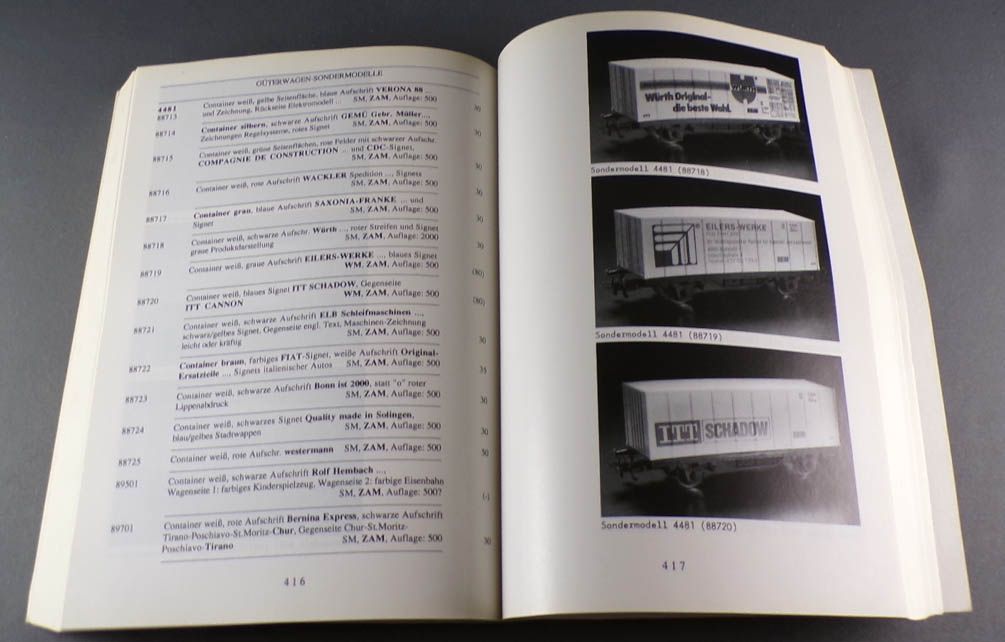 GÜTERWAGEN-SONDERMODELLE
4481
88713 Container weiß, gelbe Seitenfläche, blaue Aufschrift VERONA 88 ...
und Zeichnung, Rückseite Elektromodell ... SM, ZAM, Auflage: 500 30
88714 Container silbern, schwarze Aufschrift GEMÜ Gebr. Müller...,
Zeichnungen Regelsysteme, rotes Signet SM, ZAM, Auflage: 500 30
88715 Container weiß, grüne Seitenflächen, rote Felder mit schwarzer Aufschr.
COMPAGNIE DE CONSTRUCTION ... und CDC-Signet,
SM, ZAM, Auflage: 500 30
88716 Container weiß, rote Aufschrift WACKLER Spedition ..., Signets
SM, ZAM, Auflage: 500 30
88717 Container grau, blaue Aufschrift SAXONIA-FRANKE ... und
Signet SM, ZAM, Auflage: 500 30
88718 Container weiß, schwarze Aufschr. Würth ..., roter Streifen und Signet
graue Produktdarstellung SM, ZAM, Auflage: 2000 30
88719 Container weiß, graue Aufschrift EILERS-WERKE ..., blaues Signet
WM, ZAM, Auflage: 500 (80)
88720 Container weiß, blaues Signet ITT SCHADOW, Gegenseite
ITT CANNON WM, ZAM, Auflage: 500 (80)
88721 Container weiß, schwarze Aufschrift ELB Schleifmaschinen ...,
schwarz/gelbes Signet, Gegenseite engl. Text, Maschinen-Zeichnung
leicht oder kräftig SM, ZAM, Auflage: 500 30
88722 Container braun, farbiges FIAT-Signet, weiße Aufschrift Original-
Ersatzteile ..., Signets italienischer Autos SM, ZAM, Auflage: 500 35
88723 Container weiß, schwarze Aufschrift Bonn ist 2000, statt "o" roter
Lippenabdruck SM, ZAM, Auflage: 500 30
88724 Container weiß, schwarzes Signet Quality made in Solingen,
blau/gelbes Stadtwappen SM, ZAM, Auflage: 500 30
88725 Container weiß, rote Aufschr. westermann SM, ZAM, Auflage: 500 30
89501 Container weiß, schwarze Aufschrift Rolf Hembach ...,
Wagenseite 1: farbiges Kinderspielzeug, Wagenseite 2: farbige Eisenbahn
SM, ZAM, Auflage: 500? (-)
89701 Container weiß, rote Aufschrift Bernina Express, schwarze Aufschrift
Tirano-Poschiavo-St.Moritz-Chur, Gegenseite Chur-St.Moritz-
Poschiavo-Tirano SM, ZAM, Auflage: 500 30
416
WÜRTH
Würth Original-
die beste Wahl.
Sondermodell 4481 (88718)
EILERS-WERKE
Sondermodell 4481 (88719)
ITT SCHADOW
Sondermodell 4481 (88720)
417